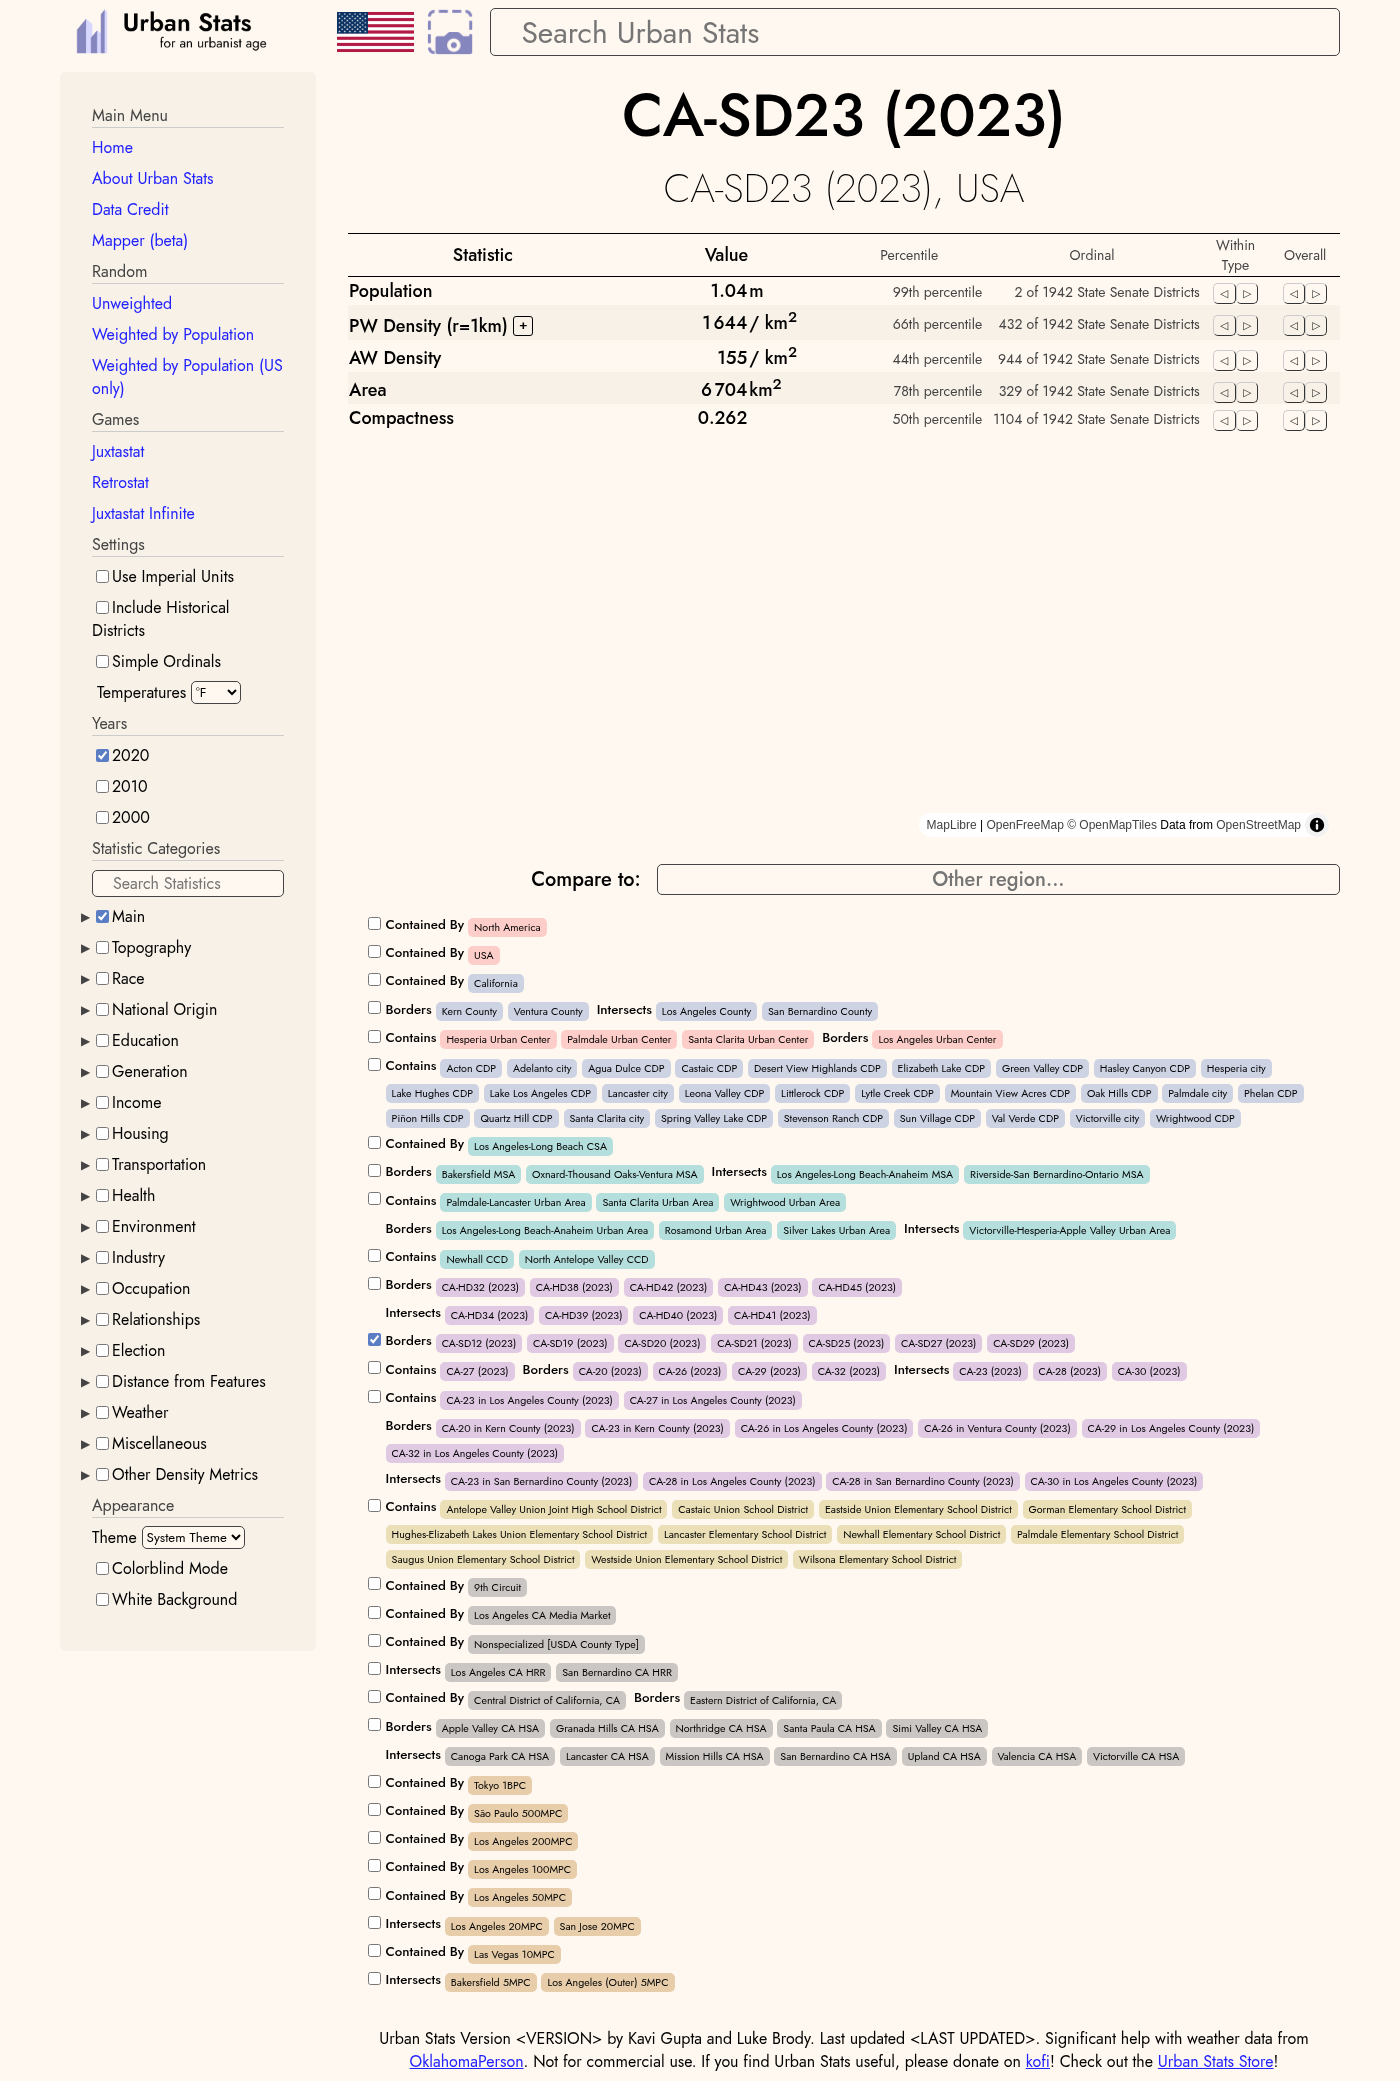 Urban Stats
for an urbanist age
Search Urban Stats
Main Menu
Home
About Urban Stats
Data Credit
Mapper (beta)
Random
Unweighted
Weighted by Population
Weighted by Population (US
only)
Games
Juxtastat
Retrostat
Juxtastat Infinite
Settings
Use Imperial Units
Include Historical
Districts
Simple Ordinals
Temperatures °F
Years
2020
2010
2000
Statistic Categories
Search Statistics
▶ Main
▶ Topography
▶ Race
▶ National Origin
▶ Education
▶ Generation
▶ Income
▶ Housing
▶ Transportation
▶ Health
▶ Environment
▶ Industry
▶ Occupation
▶ Relationships
▶ Election
▶ Distance from Features
▶ Weather
▶ Miscellaneous
▶ Other Density Metrics
Appearance
Theme System Theme
Colorblind Mode
White Background
CA-SD23 (2023)
CA-SD23 (2023), USA
Statistic Value Percentile Ordinal Within Type Overall
Population 1.04 m 99th percentile 2 of 1942 State Senate Districts ◁ ▷ ◁ ▷
PW Density (r=1km) + 1 644 / km² 66th percentile 432 of 1942 State Senate Districts ◁ ▷ ◁ ▷
AW Density 155 / km² 44th percentile 944 of 1942 State Senate Districts ◁ ▷ ◁ ▷
Area 6 704 km² 78th percentile 329 of 1942 State Senate Districts ◁ ▷ ◁ ▷
Compactness 0.262 50th percentile 1104 of 1942 State Senate Districts ◁ ▷ ◁ ▷
MapLibre | OpenFreeMap © OpenMapTiles Data from OpenStreetMap
Compare to: Other region...
Contained By North America
Contained By USA
Contained By California
Borders Kern County Ventura County Intersects Los Angeles County San Bernardino County
Contains Hesperia Urban Center Palmdale Urban Center Santa Clarita Urban Center Borders Los Angeles Urban Center
Contains Acton CDP Adelanto city Agua Dulce CDP Castaic CDP Desert View Highlands CDP Elizabeth Lake CDP Green Valley CDP Hasley Canyon CDP Hesperia city
Lake Hughes CDP Lake Los Angeles CDP Lancaster city Leona Valley CDP Littlerock CDP Lytle Creek CDP Mountain View Acres CDP Oak Hills CDP Palmdale city Phelan CDP
Piñon Hills CDP Quartz Hill CDP Santa Clarita city Spring Valley Lake CDP Stevenson Ranch CDP Sun Village CDP Val Verde CDP Victorville city Wrightwood CDP
Contained By Los Angeles-Long Beach CSA
Borders Bakersfield MSA Oxnard-Thousand Oaks-Ventura MSA Intersects Los Angeles-Long Beach-Anaheim MSA Riverside-San Bernardino-Ontario MSA
Contains Palmdale-Lancaster Urban Area Santa Clarita Urban Area Wrightwood Urban Area
Borders Los Angeles-Long Beach-Anaheim Urban Area Rosamond Urban Area Silver Lakes Urban Area Intersects Victorville-Hesperia-Apple Valley Urban Area
Contains Newhall CCD North Antelope Valley CCD
Borders CA-HD32 (2023) CA-HD38 (2023) CA-HD42 (2023) CA-HD43 (2023) CA-HD45 (2023)
Intersects CA-HD34 (2023) CA-HD39 (2023) CA-HD40 (2023) CA-HD41 (2023)
Borders CA-SD12 (2023) CA-SD19 (2023) CA-SD20 (2023) CA-SD21 (2023) CA-SD25 (2023) CA-SD27 (2023) CA-SD29 (2023)
Contains CA-27 (2023) Borders CA-20 (2023) CA-26 (2023) CA-29 (2023) CA-32 (2023) Intersects CA-23 (2023) CA-28 (2023) CA-30 (2023)
Contains CA-23 in Los Angeles County (2023) CA-27 in Los Angeles County (2023)
Borders CA-20 in Kern County (2023) CA-23 in Kern County (2023) CA-26 in Los Angeles County (2023) CA-26 in Ventura County (2023) CA-29 in Los Angeles County (2023)
CA-32 in Los Angeles County (2023)
Intersects CA-23 in San Bernardino County (2023) CA-28 in Los Angeles County (2023) CA-28 in San Bernardino County (2023) CA-30 in Los Angeles County (2023)
Contains Antelope Valley Union Joint High School District Castaic Union School District Eastside Union Elementary School District Gorman Elementary School District
Hughes-Elizabeth Lakes Union Elementary School District Lancaster Elementary School District Newhall Elementary School District Palmdale Elementary School District
Saugus Union Elementary School District Westside Union Elementary School District Wilsona Elementary School District
Contained By 9th Circuit
Contained By Los Angeles CA Media Market
Contained By Nonspecialized [USDA County Type]
Intersects Los Angeles CA HRR San Bernardino CA HRR
Contained By Central District of California, CA Borders Eastern District of California, CA
Borders Apple Valley CA HSA Granada Hills CA HSA Northridge CA HSA Santa Paula CA HSA Simi Valley CA HSA
Intersects Canoga Park CA HSA Lancaster CA HSA Mission Hills CA HSA San Bernardino CA HSA Upland CA HSA Valencia CA HSA Victorville CA HSA
Contained By Tokyo 1BPC
Contained By São Paulo 500MPC
Contained By Los Angeles 200MPC
Contained By Los Angeles 100MPC
Contained By Los Angeles 50MPC
Intersects Los Angeles 20MPC San Jose 20MPC
Contained By Las Vegas 10MPC
Intersects Bakersfield 5MPC Los Angeles (Outer) 5MPC
Urban Stats Version <VERSION> by Kavi Gupta and Luke Brody. Last updated <LAST UPDATED>. Significant help with weather data from
OklahomaPerson. Not for commercial use. If you find Urban Stats useful, please donate on kofi! Check out the Urban Stats Store!